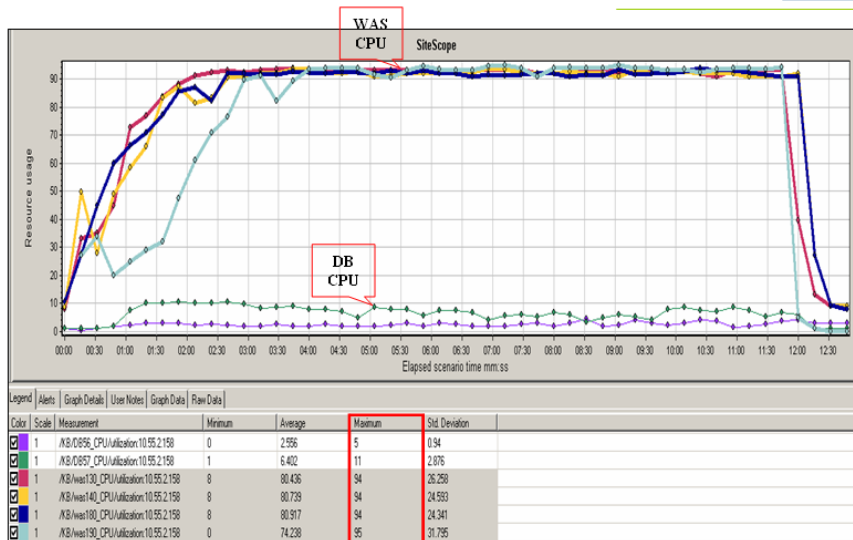 WAS
CPU
SiteScope
Resource usage
90
80
70
60
50
40
30
20
10
0
DB
CPU
00:00 00:30 01:00 01:30 02:00 02:30 03:00 03:30 04:00 04:30 05:00 05:30 06:00 06:30 07:00 07:30 08:00 08:30 09:00 09:30 10:00 10:30 11:00 11:30 12:00 12:30
Elapsed scenario time mm:ss
Legend Alerts Graph Details User Notes Graph Data Raw Data
Color Scale Measurement Minimum Average Maximum Std. Deviation
1 /KB/DB56_CPU/utilization:10.55.2.158 0 2.556 5 0.94
1 /KB/DB57_CPU/utilization:10.55.2.158 1 6.402 11 2.876
1 /KB/was130_CPU/utilization:10.55.2.158 8 80.436 94 26.258
1 /KB/was140_CPU/utilization:10.55.2.158 8 80.739 94 24.593
1 /KB/was180_CPU/utilization:10.55.2.158 8 80.917 94 24.341
1 /KB/was190_CPU/utilization:10.55.2.158 0 74.238 95 31.795